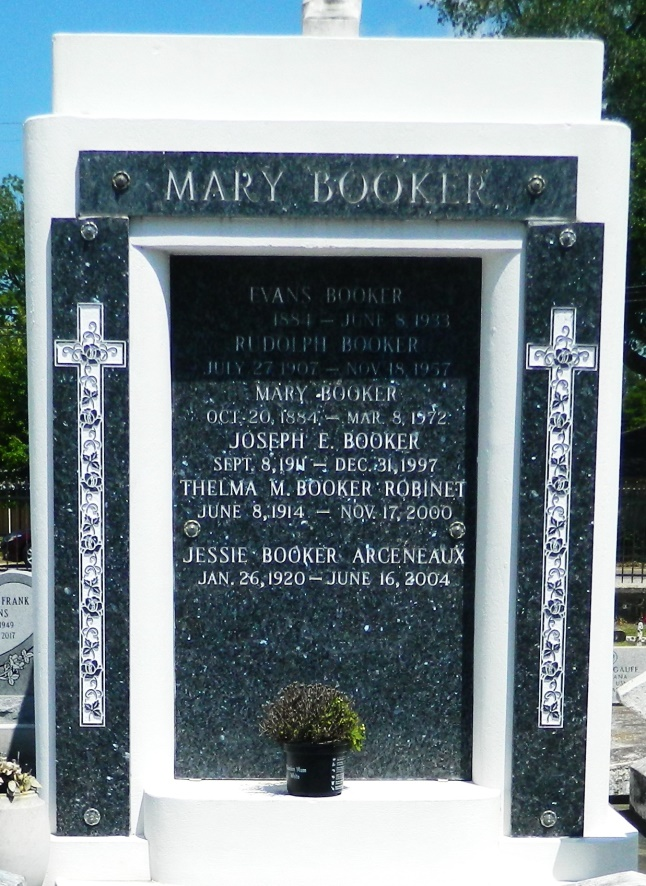 MARY BOOKER
EVANS BOOKER
1884 – JUNE 8, 1933
RUDOLPH BOOKER
JULY 27 1907 – NOV 18, 1957
MARY BOOKER
OCT. 20, 1884 – MAR. 8, 1972
JOSEPH E. BOOKER
SEPT. 8, 1911 – DEC. 31, 1997
THELMA M. BOOKER ROBINET
JUNE 8, 1914 – NOV. 17, 2000
JESSIE BOOKER ARCENEAUX
JAN. 26, 1920 – JUNE 16, 2004
FRANK
NS
1949
2017